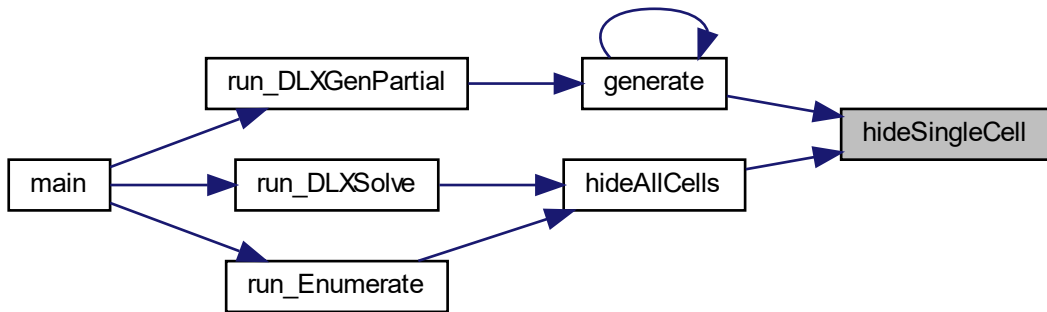 run_DLXGenPartial
generate
hideSingleCell
main
run_DLXSolve
hideAllCells
run_Enumerate